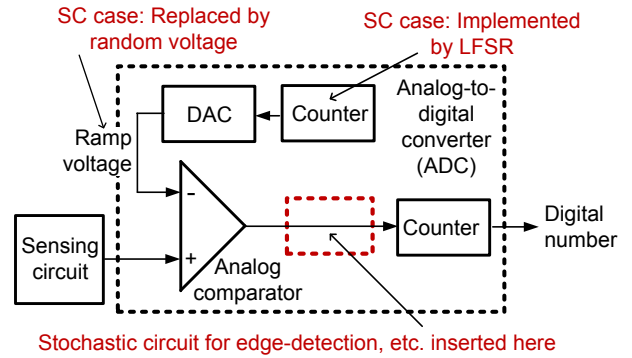 SC case: Replaced by
random voltage
SC case: Implemented
by LFSR
DAC
Counter
Analog-to-
digital
converter
(ADC)
Ramp
voltage
-
+
Sensing
circuit
Analog
comparator
Counter
Digital
number
Stochastic circuit for edge-detection, etc. inserted here